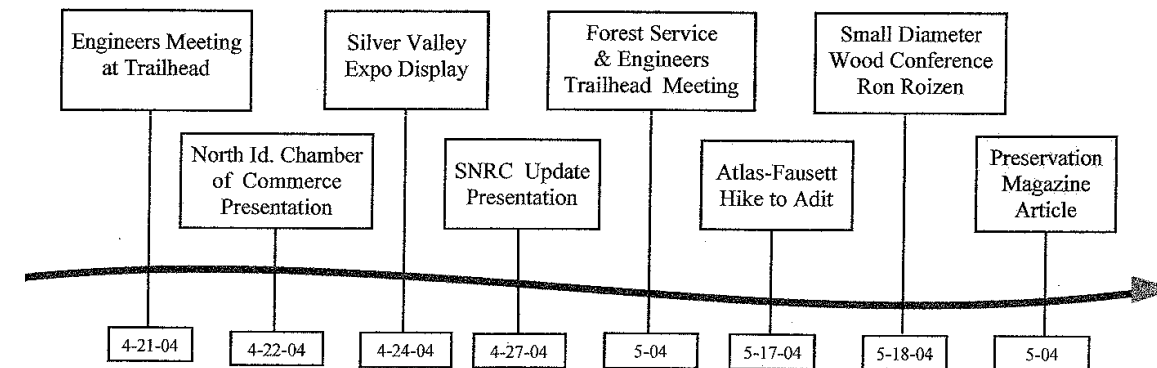 Engineers Meeting
at Trailhead
North Id. Chamber
of Commerce
Presentation
Silver Valley
Expo Display
SNRC Update
Presentation
Forest Service
& Engineers
Trailhead Meeting
Atlas-Fausett
Hike to Adit
Small Diameter
Wood Conference
Ron Roizen
Preservation
Magazine
Article
4-21-04
4-22-04
4-24-04
4-27-04
5-04
5-17-04
5-18-04
5-04